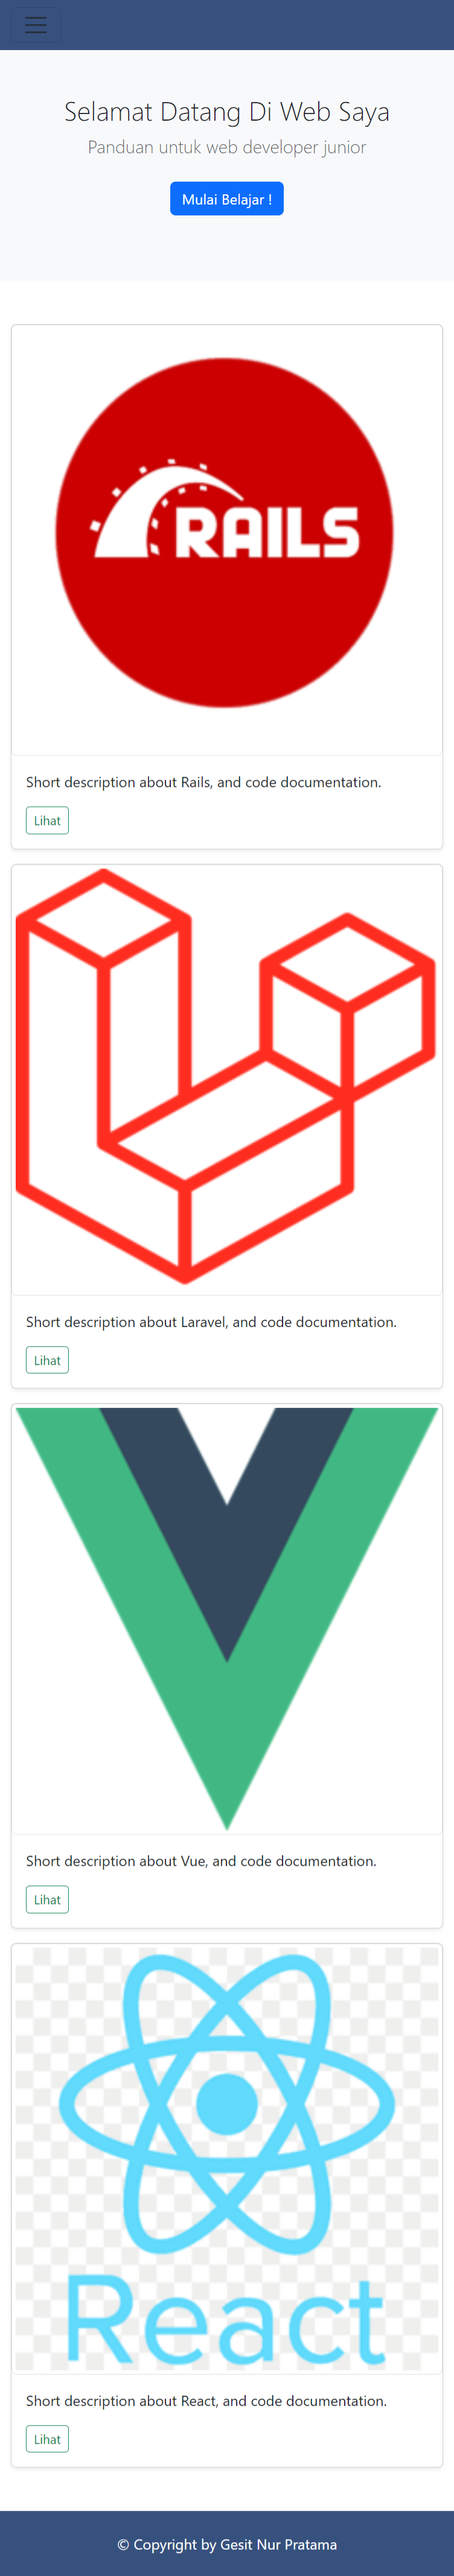 Selamat Datang Di Web Saya
Panduan untuk web developer junior
Mulai Belajar !
RAILS
Short description about Rails, and code documentation.
Lihat
Short description about Laravel, and code documentation.
Lihat
Short description about Vue, and code documentation.
Lihat
React
Short description about React, and code documentation.
Lihat
© Copyright by Gesit Nur Pratama